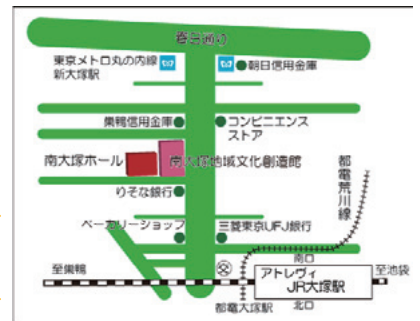 春日通り
東京メトロ丸の内線
新大塚駅
朝日信用金庫
巣鴨信用金庫
コンビニエンス
ストア
南大塚ホール
南大塚地域文化創造館
都電荒川線
りそな銀行
ベーカリーショップ
三菱東京UFJ銀行
南口
至巣鴨
アトレヴィ
JR大塚駅
至池袋
都電大塚駅
北口